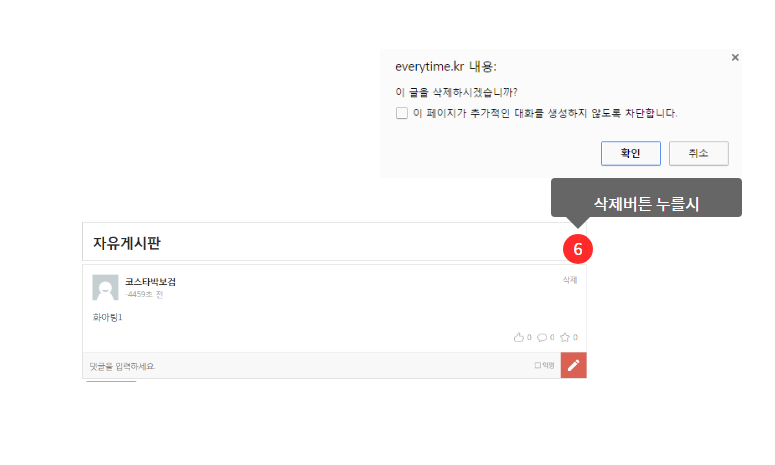 everytime.kr 내용:
이 글을 삭제하시겠습니까?
이 페이지가 추가적인 대화를 생성하지 않도록 차단합니다.
확인
취소
삭제버튼 누를시
6
자유게시판
코스타박보검
-4459초 전
삭제
화아팅1
0 0 0
댓글을 입력하세요.
익명